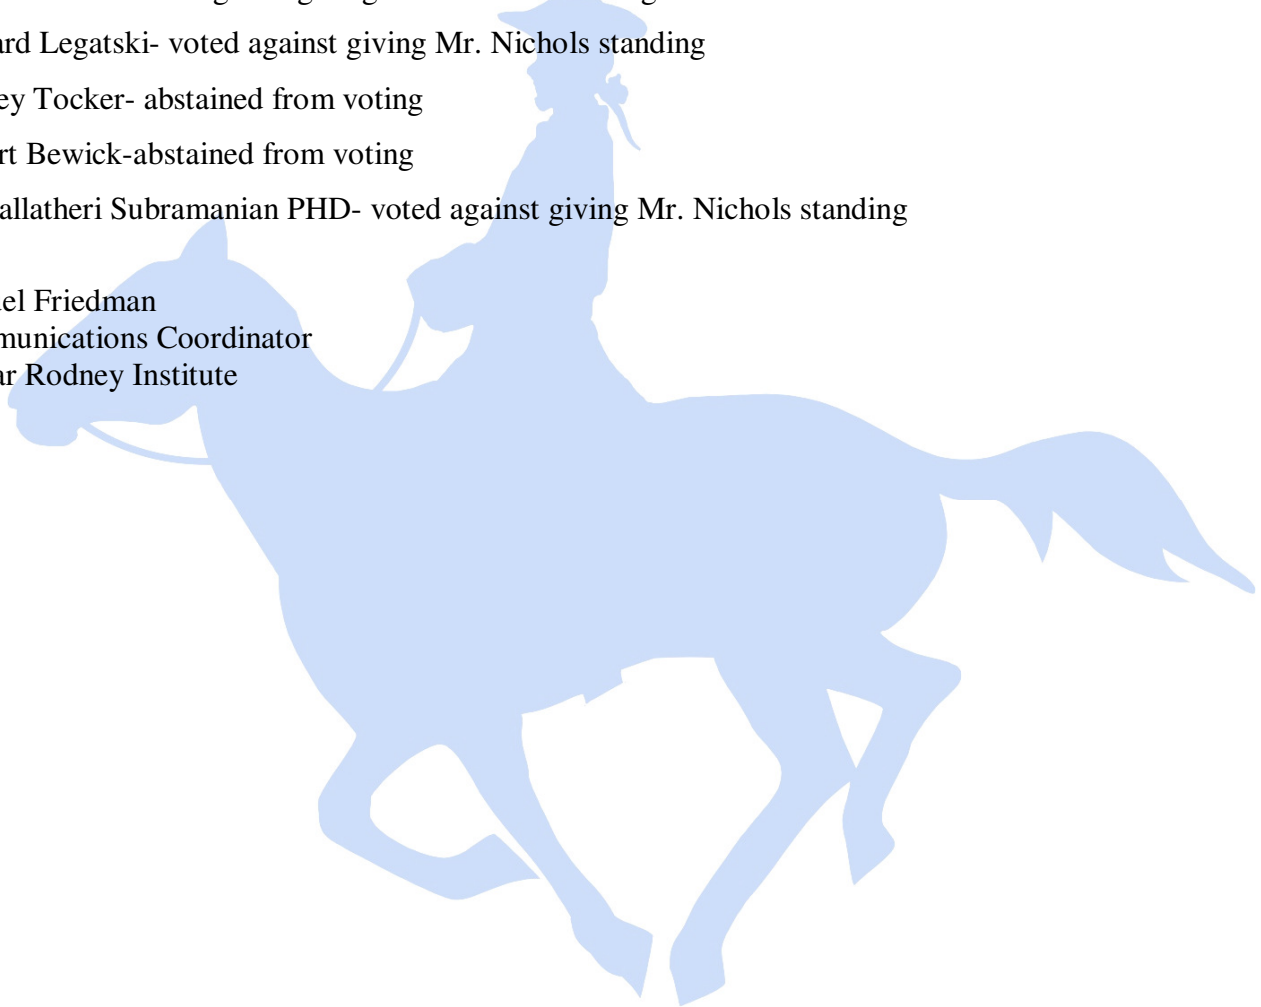 ard Legatski- voted against giving Mr. Nichols standing
ey Tocker- abstained from voting
rt Bewick-abstained from voting
allatheri Subramanian PHD- voted against giving Mr. Nichols standing
el Friedman
munications Coordinator
ar Rodney Institute